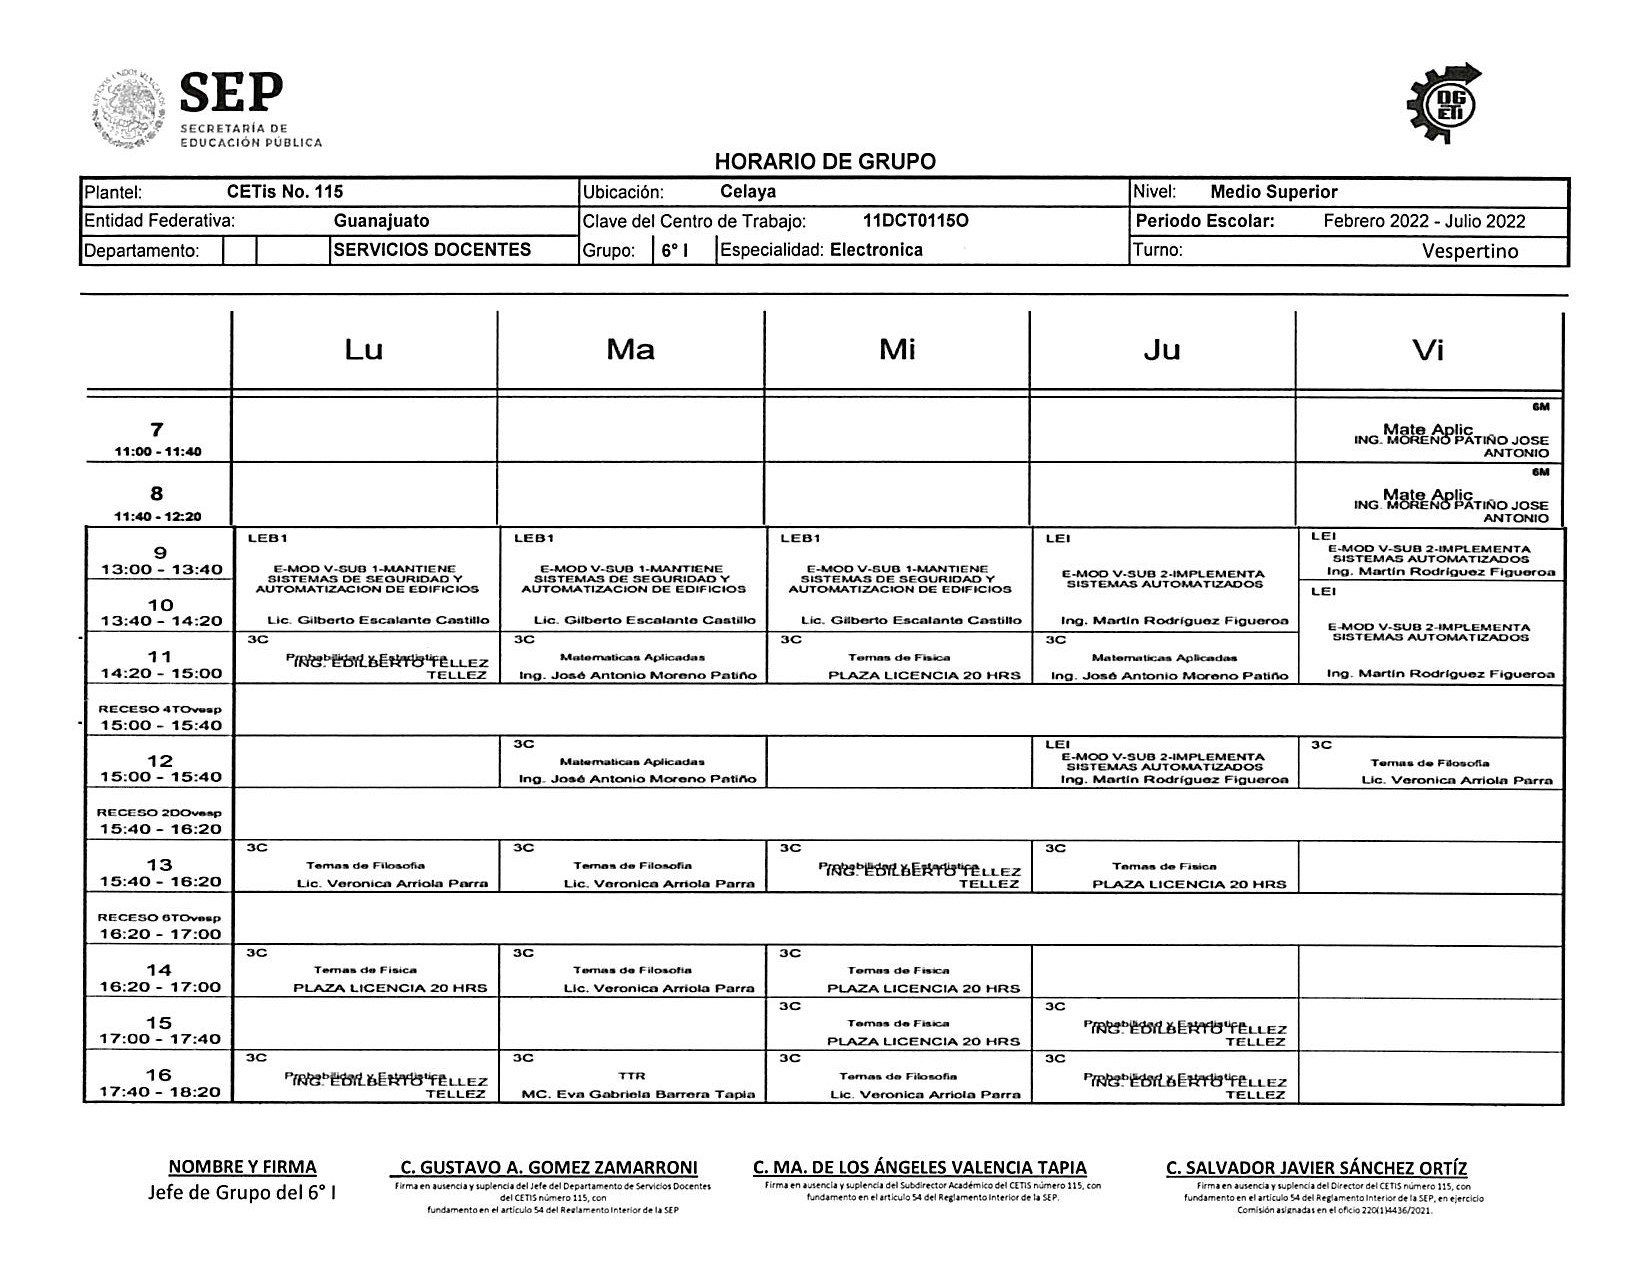 SEP
SECRETARÍA DE
EDUCACIÓN PÚBLICA
DG
ETI
HORARIO DE GRUPO
Plantel: CETis No. 115 Ubicación: Celaya Nivel: Medio Superior
Entidad Federativa: Guanajuato Clave del Centro de Trabajo: 11DCT0115O Periodo Escolar: Febrero 2022 - Julio 2022
Departamento: SERVICIOS DOCENTES Grupo: 6° I Especialidad: Electronica Turno: Vespertino
Lu Ma Mi Ju Vi
7
11:00 - 11:40
6M
Mate Aplic
ING. MORENO PATIÑO JOSE
ANTONIO
8
11:40 - 12:20
6M
Mate Aplic
ING. MORENO PATIÑO JOSE
ANTONIO
9
13:00 - 13:40
10
13:40 - 14:20
LEB1
E-MOD V-SUB 1-MANTIENE
SISTEMAS DE SEGURIDAD Y
AUTOMATIZACION DE EDIFICIOS
Lic. Gilberto Escalante Castillo
LEB1
E-MOD V-SUB 1-MANTIENE
SISTEMAS DE SEGURIDAD Y
AUTOMATIZACION DE EDIFICIOS
Lic. Gilberto Escalante Castillo
LEB1
E-MOD V-SUB 1-MANTIENE
SISTEMAS DE SEGURIDAD Y
AUTOMATIZACION DE EDIFICIOS
Lic. Gilberto Escalante Castillo
LEI
E-MOD V-SUB 2-IMPLEMENTA
SISTEMAS AUTOMATIZADOS
Ing. Martín Rodríguez Figueroa
LEI
E-MOD V-SUB 2-IMPLEMENTA
SISTEMAS AUTOMATIZADOS
Ing. Martín Rodríguez Figueroa
LEI
E-MOD V-SUB 2-IMPLEMENTA
SISTEMAS AUTOMATIZADOS
Ing. Martín Rodríguez Figueroa
11
14:20 - 15:00
3C
Probabilidad y Estadistica
ING. EDILBERTO TELLEZ
TELLEZ
3C
Matematicas Aplicadas
Ing. José Antonio Moreno Patiño
3C
Temas de Fisica
PLAZA LICENCIA 20 HRS
3C
Matematicas Aplicadas
Ing. José Antonio Moreno Patiño
RECESO 4TOvesp
15:00 - 15:40
12
15:00 - 15:40
3C
Matematicas Aplicadas
Ing. José Antonio Moreno Patiño
LEI
E-MOD V-SUB 2-IMPLEMENTA
SISTEMAS AUTOMATIZADOS
Ing. Martín Rodríguez Figueroa
3C
Temas de Filosofia
Lic. Veronica Arriola Parra
RECESO 2DOvesp
15:40 - 16:20
13
15:40 - 16:20
3C
Temas de Filosofia
Lic. Veronica Arriola Parra
3C
Temas de Filosofia
Lic. Veronica Arriola Parra
3C
Probabilidad y Estadistica
ING. EDILBERTO TELLEZ
TELLEZ
3C
Temas de Fisica
PLAZA LICENCIA 20 HRS
RECESO 6TOvesp
16:20 - 17:00
14
16:20 - 17:00
3C
Temas de Fisica
PLAZA LICENCIA 20 HRS
3C
Temas de Filosofia
Lic. Veronica Arriola Parra
3C
Temas de Fisica
PLAZA LICENCIA 20 HRS
15
17:00 - 17:40
3C
Temas de Fisica
PLAZA LICENCIA 20 HRS
3C
Probabilidad y Estadistica
ING. EDILBERTO TELLEZ
TELLEZ
16
17:40 - 18:20
3C
Probabilidad y Estadistica
ING. EDILBERTO TELLEZ
TELLEZ
3C
TTR
MC. Eva Gabriela Barrera Tapia
3C
Temas de Filosofia
Lic. Veronica Arriola Parra
3C
Probabilidad y Estadistica
ING. EDILBERTO TELLEZ
TELLEZ
NOMBRE Y FIRMA
Jefe de Grupo del 6° I
C. GUSTAVO A. GOMEZ ZAMARRONI
Firma en ausencia y suplencia del Jefe del Departamento de Servicios Docentes
del CETIS número 115, con
fundamento en el artículo 54 del Reglamento Interior de la SEP
C. MA. DE LOS ÁNGELES VALENCIA TAPIA
Firma en ausencia y suplencia del Subdirector Académico del CETIS número 115, con
fundamento en el artículo 54 del Reglamento Interior de la SEP.
C. SALVADOR JAVIER SÁNCHEZ ORTÍZ
Firma en ausencia y suplencia del Director del CETIS número 115, con
fundamento en el artículo 54 del Reglamento Interior de la SEP, en ejercicio
Comisión asignadas en el oficio 220(1)4436/2021.